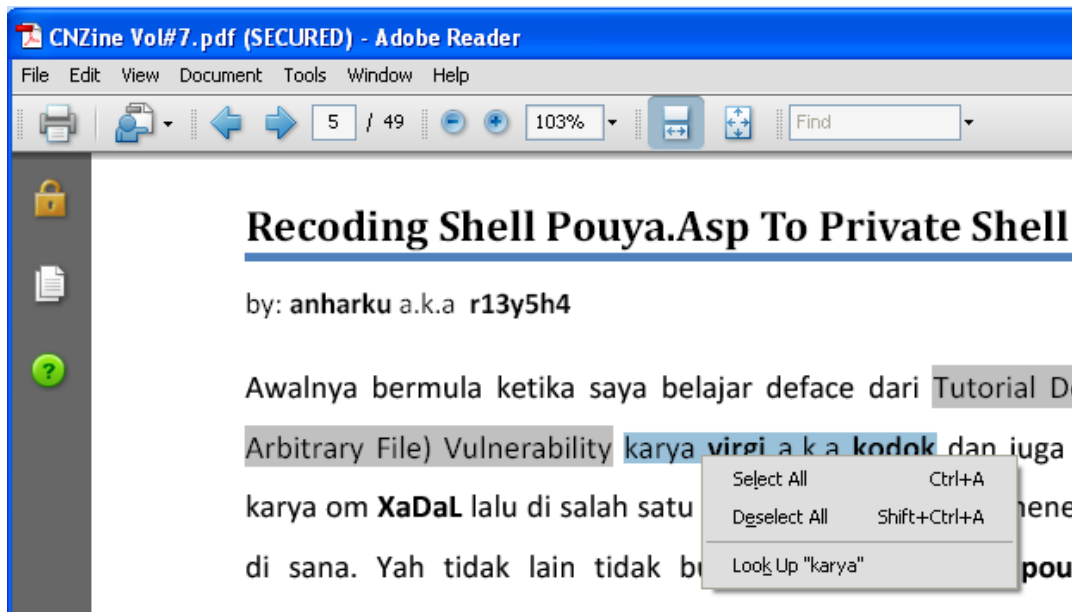 CNZine Vol#7.pdf (SECURED) - Adobe Reader
File Edit View Document Tools Window Help
5 / 49 103% Find
Recoding Shell Pouya.Asp To Private Shell
by: anharku a.k.a r13y5h4
Awalnya bermula ketika saya belajar deface dari Tutorial
Arbitrary File) Vulnerability karya virgi a.k.a kodok dan juga
karya om XaDaL lalu di salah satu
di sana. Yah tidak lain tidak
Select All Ctrl+A
Deselect All Shift+Ctrl+A
Look Up "karya"